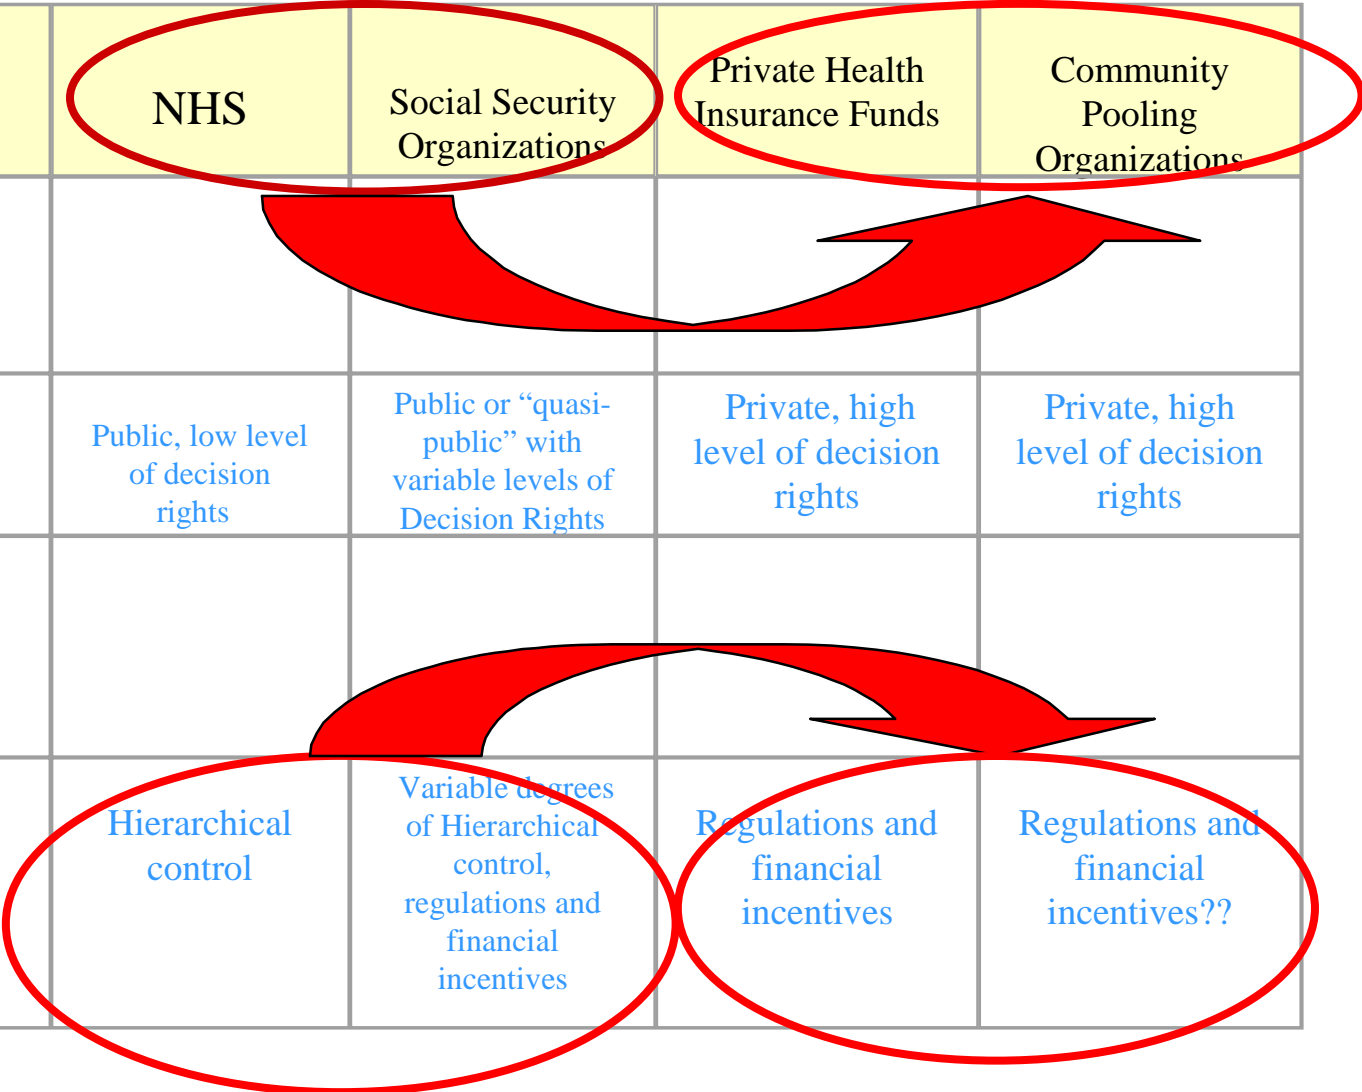 NHS
Social Security
Organizations
Private Health
Insurance Funds
Community
Pooling
Organizations
Public, low level
of decision
rights
Public or “quasi-
public” with
variable levels of
Decision Rights
Private, high
level of decision
rights
Private, high
level of decision
rights
Hierarchical
control
Variable degrees
of Hierarchical
control,
regulations and
financial
incentives
Regulations and
financial
incentives
Regulations and
financial
incentives??